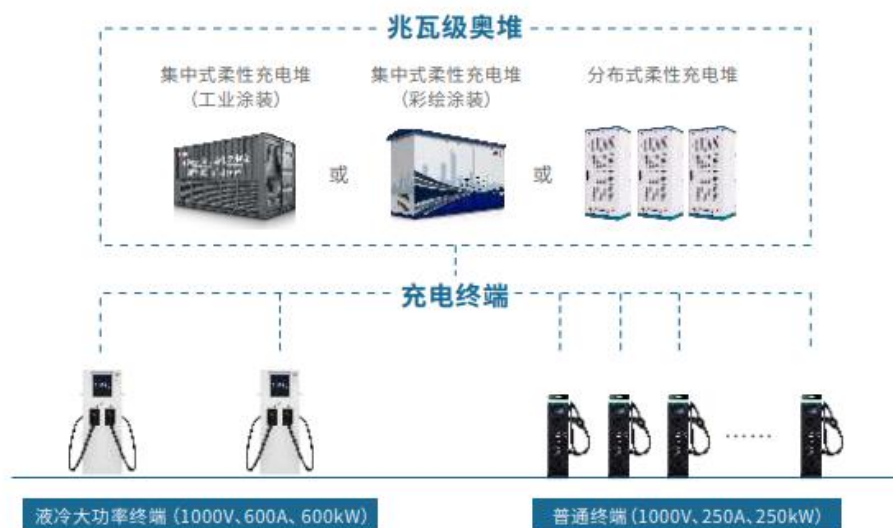 兆瓦级奥堆
集中式柔性充电堆
（工业涂装）
集中式柔性充电堆
（彩绘涂装）
分布式柔性充电堆
或
或
充电终端
......
液冷大功率终端（1000V、600A、600kW）
普通终端（1000V、250A、250kW）